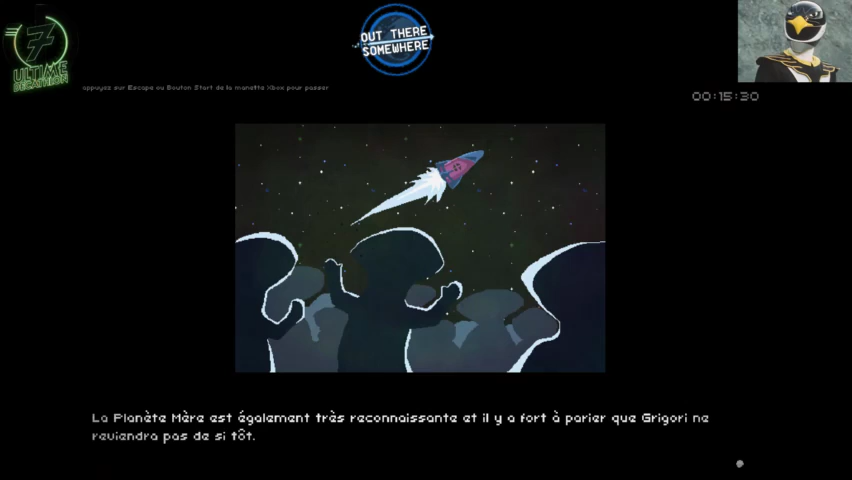 7
ULTIME
DECATHLON
OUT THERE
SOMEWHERE
appuyez sur Escape ou Bouton Start de la manette Xbox pour passer
00:15:30
La Planète Mère est également très reconnaissante et il y a fort à parier que Grigori ne
reviendra pas de si tôt.